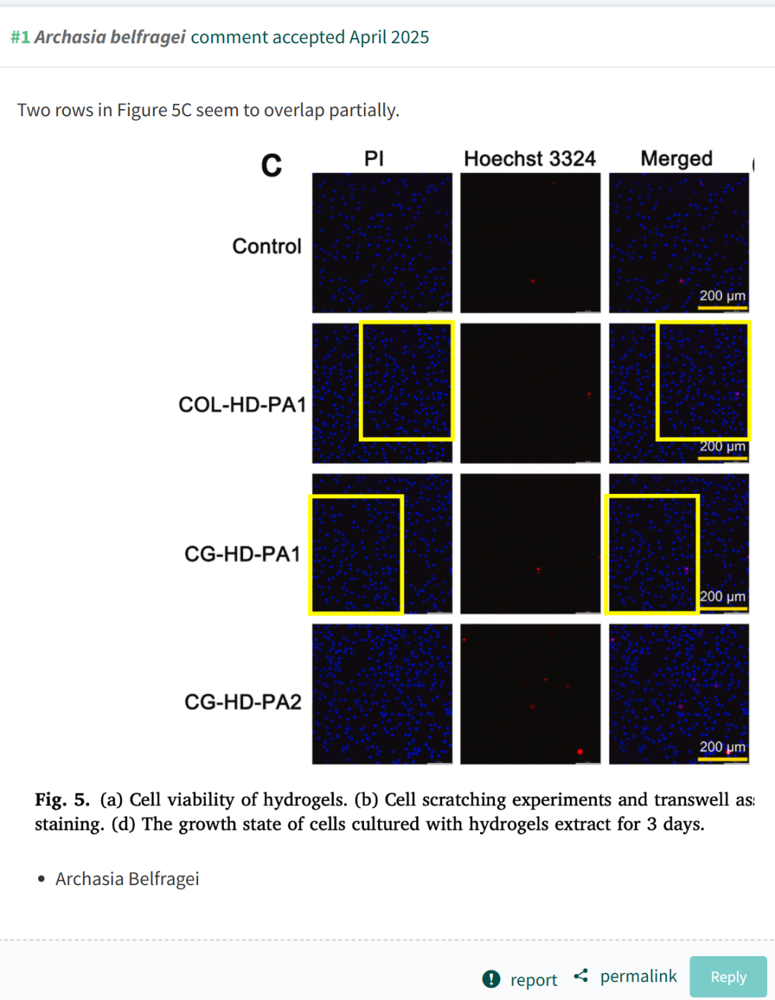 #1 Archasia belfragei comment accepted April 2025
Two rows in Figure 5C seem to overlap partially.
C PI Hoechst 3324 Merged
Control
200 µm
COL-HD-PA1
200 µm
CG-HD-PA1
200 µm
CG-HD-PA2
200 µm
Fig. 5. (a) Cell viability of hydrogels. (b) Cell scratching experiments and transwell
staining. (d) The growth state of cells cultured with hydrogels extract for 3 days.
• Archasia Belfragei
report permalink Reply